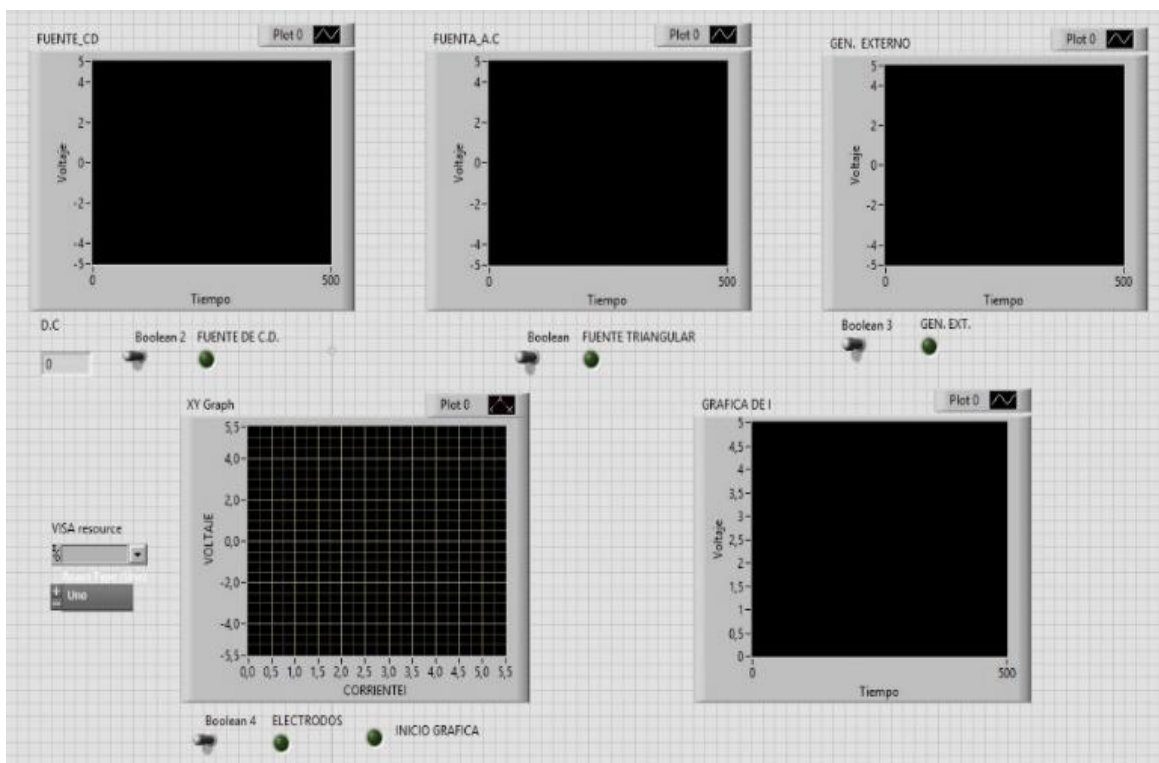 FUENTE_CD
Plot 0
5
4
2
0
-2
-4
-5
Voltaje
0
500
Tiempo
FUENTA_A.C
Plot 0
5
4
2
0
-2
-4
-5
Voltaje
0
500
Tiempo
GEN. EXTERNO
Plot 0
5
4
2
0
-2
-4
-5
Voltaje
0
500
Tiempo
D.C
0
Boolean 2
FUENTE DE C.D.
Boolean
FUENTE TRIANGULAR
Boolean 3
GEN. EXT.
XY Graph
Plot 0
5,5
4,0
2,0
0,0
-2,0
-4,0
-5,5
VOLTAJE
0,0 0,5 1,0 1,5 2,0 2,5 3,0 3,5 4,0 4,5 5,0 5,5
CORRIENTEI
GRAFICA DE I
Plot 0
5
4,5
4
3,5
3
2,5
2
1,5
1
0,5
0
Voltaje
0
500
Tiempo
VISA resource
Uno
Boolean 4
ELECTRODOS
INICIO GRAFICA